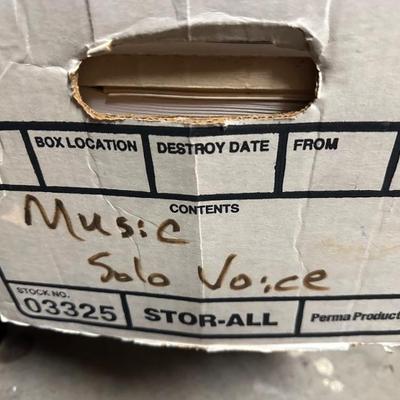 BOX LOCATION DESTROY DATE FROM
CONTENTS
Music
Solo Voice
STOCK NO.
03325 STOR-ALL Perma Product